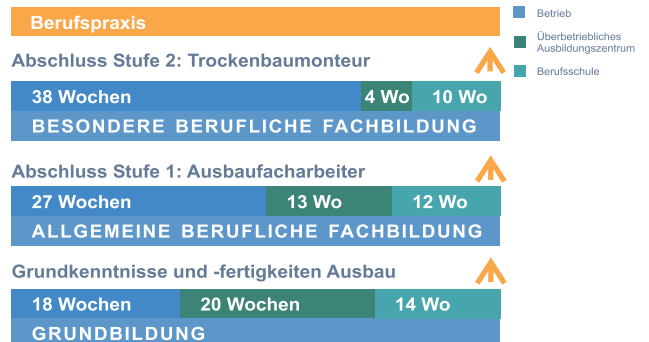 Berufspraxis
Abschluss Stufe 2: Trockenbaumonteur
38 Wochen 4 Wo 10 Wo
BESONDERE BERUFLICHE FACHBILDUNG
Abschluss Stufe 1: Ausbaufacharbeiter
27 Wochen 13 Wo 12 Wo
ALLGEMEINE BERUFLICHE FACHBILDUNG
Grundkenntnisse und -fertigkeiten Ausbau
18 Wochen 20 Wochen 14 Wo
GRUNDBILDUNG
Betrieb
Überbetriebliches
Ausbildungszentrum
Berufsschule